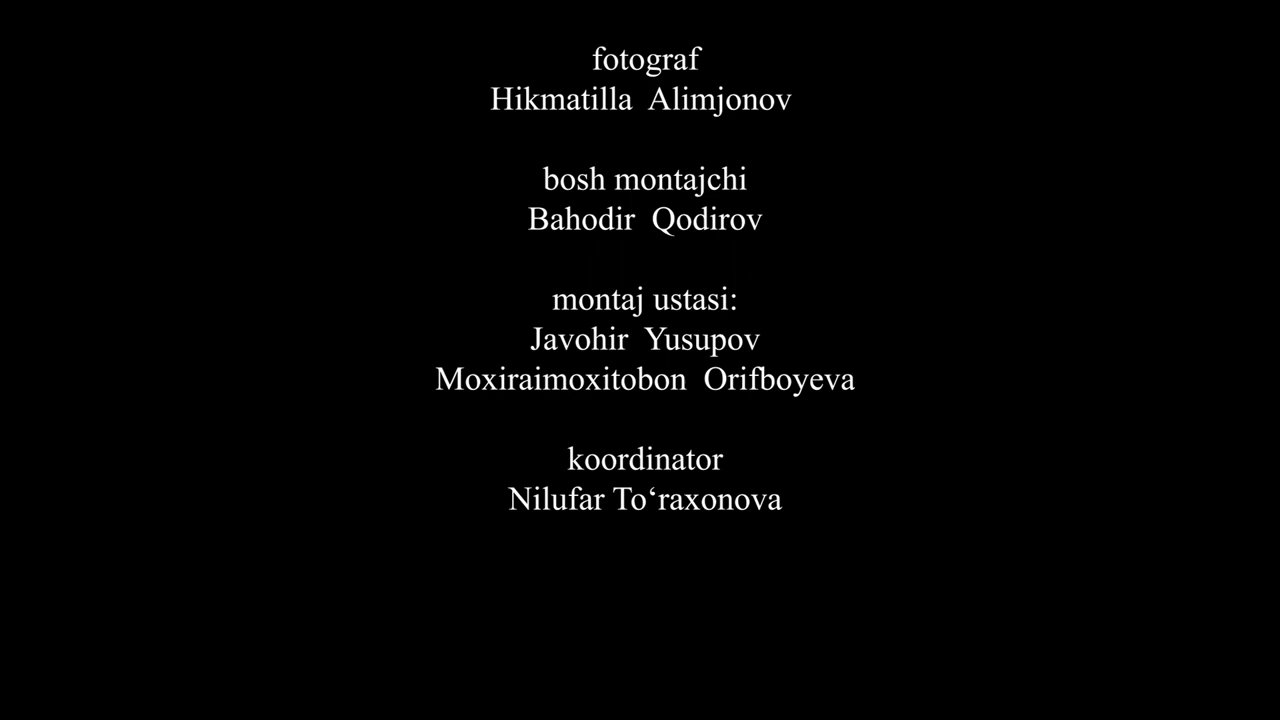 fotograf
Hikmatilla Alimjonov
bosh montajchi
Bahodir Qodirov
montaj ustasi:
Javohir Yusupov
Moxiraimoxitobon Orifboyeva
koordinator
Nilufar To‘raxonova